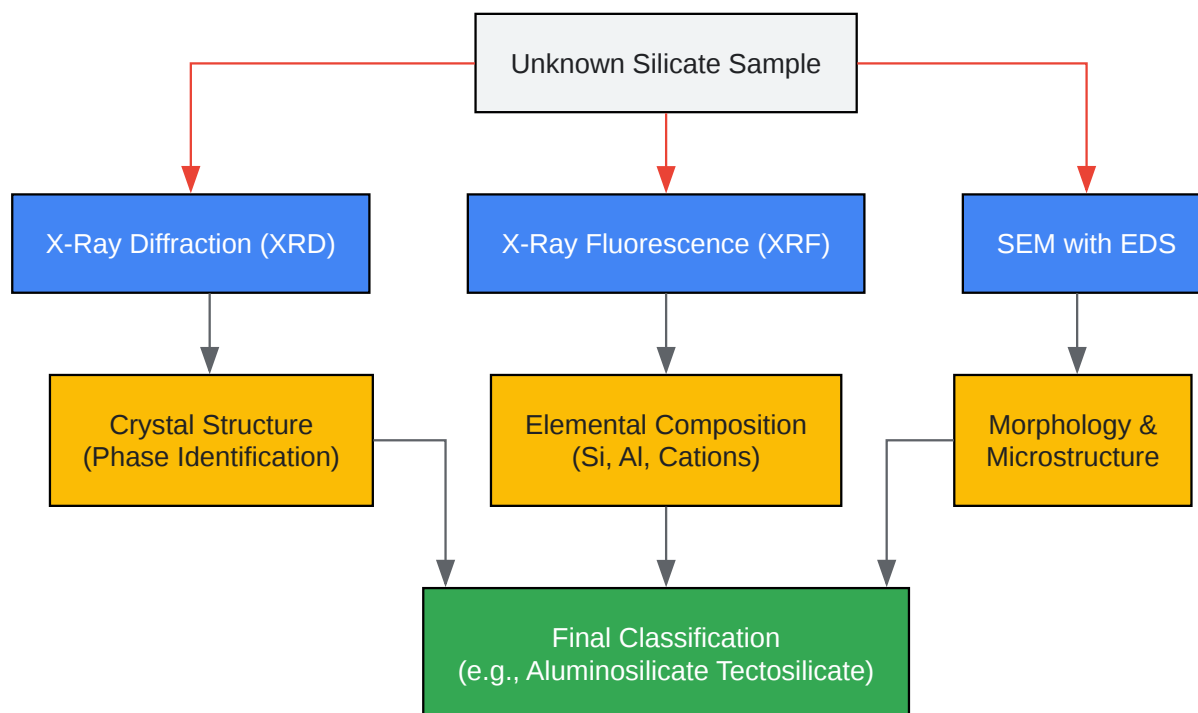 Unknown Silicate Sample
X-Ray Diffraction (XRD)
X-Ray Fluorescence (XRF)
SEM with EDS
Crystal Structure
(Phase Identification)
Elemental Composition
(Si, Al, Cations)
Morphology &
Microstructure
Final Classification
(e.g., Aluminosilicate Tectosilicate)